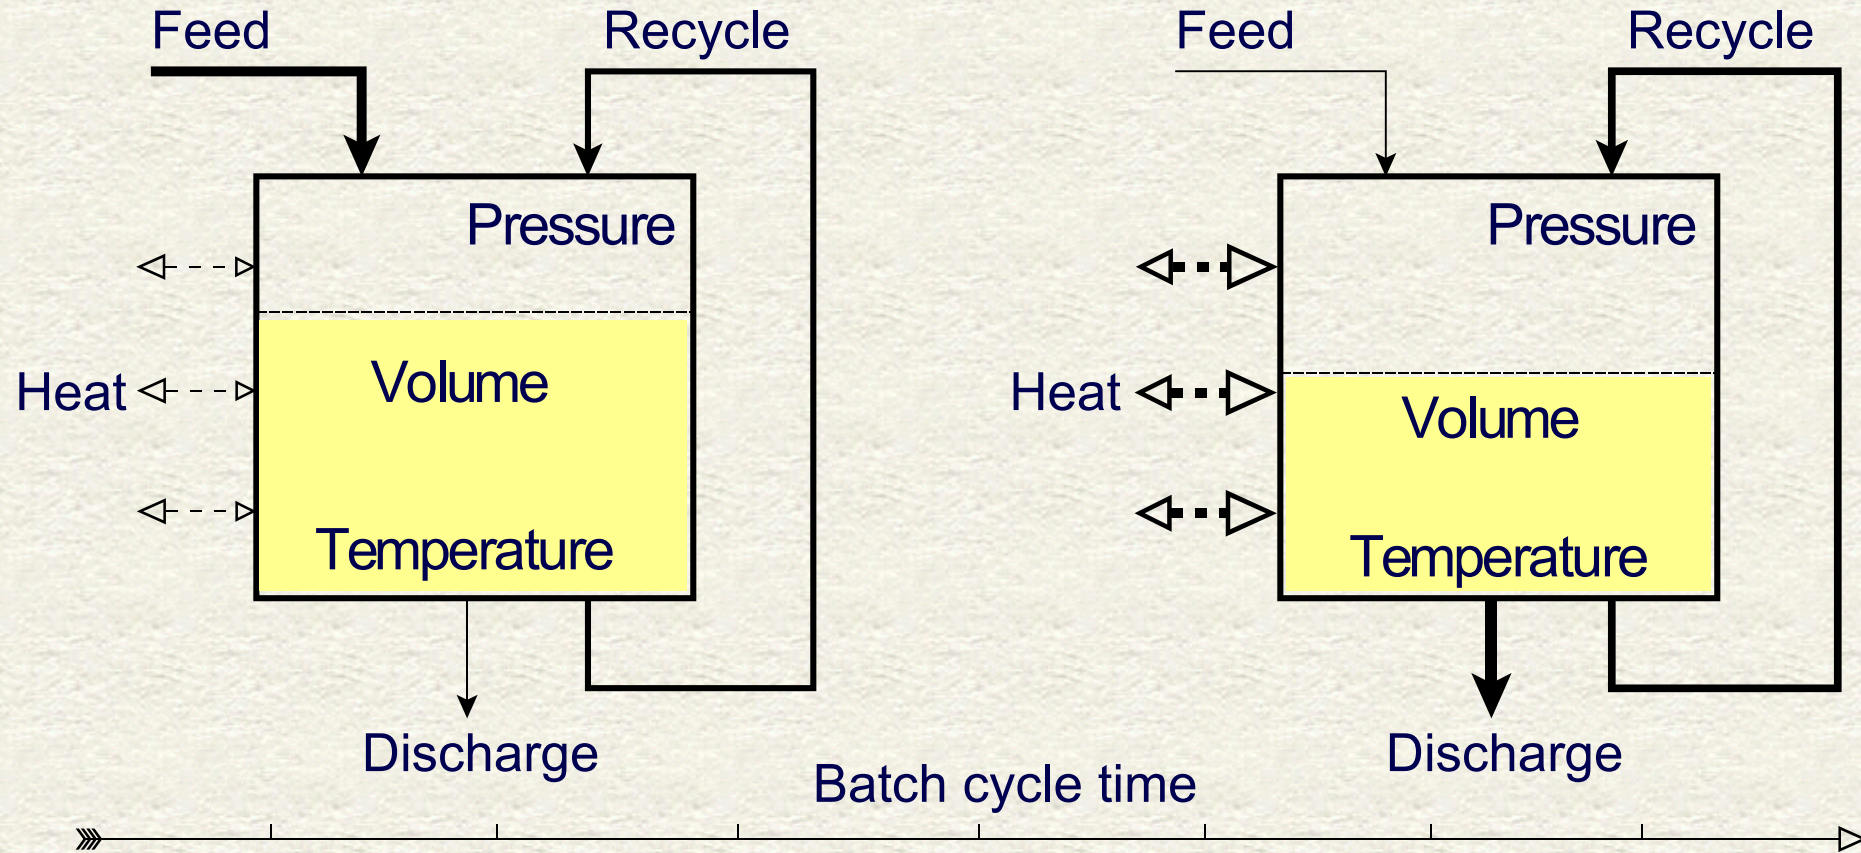 Feed
Recycle
Pressure
Volume
Heat
Temperature
Discharge
Feed
Recycle
Pressure
Heat
Volume
Temperature
Discharge
Batch cycle time